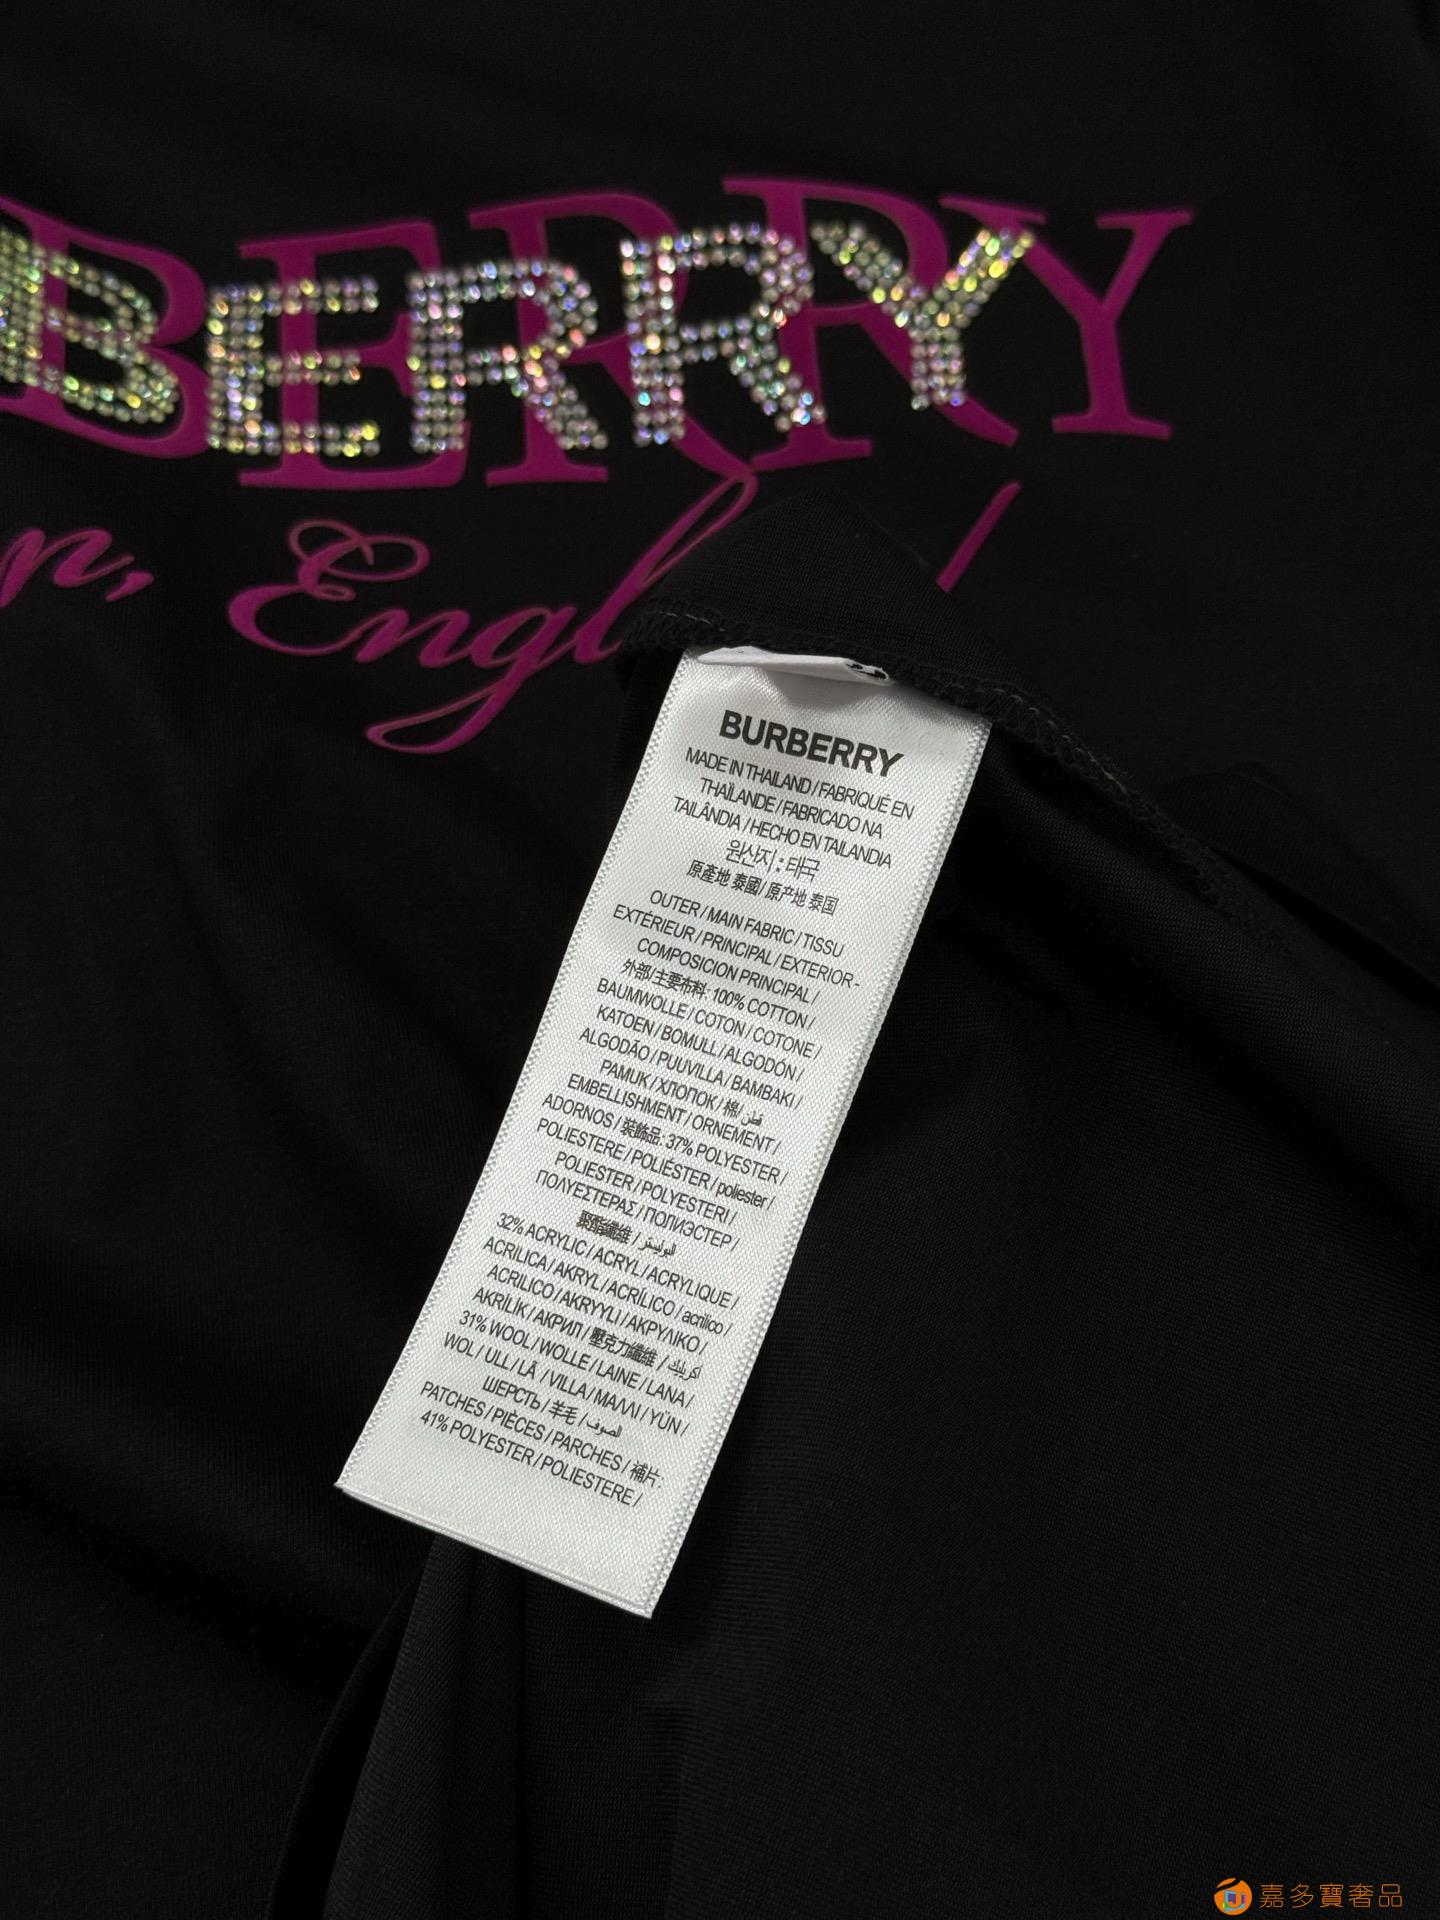 BERRY
BERRY
n, Engl
BURBERRY
MADE IN THAILAND / FABRIQUÉ EN
THAÏLANDE / FABRICADO NA
TAILÂNDIA / HECHO EN TAILANDIA
원산지 : 태국
原產地 泰國 / 原产地 泰国
OUTER / MAIN FABRIC / TISSU
EXTÉRIEUR / PRINCIPAL / EXTERIOR -
COMPOSICION PRINCIPAL /
外部/主要布料: 100% COTTON /
BAUMWOLLE / COTON / COTONE /
KATOEN / BOMULL / ALGODÓN /
ALGODÃO / PUUVILLA / BAMBAKI /
PAMUK / ХЛОПОК / 棉 / قطن
EMBELLISHMENT / ORNEMENT /
ADORNOS / 裝飾品: 37% POLYESTER /
POLIESTERE / POLIÉSTER / poliester /
POLIESTER / POLYESTERI /
ΠΟΛΥΕΣΤΕΡΑΣ / ПОЛИЭСТЕР /
聚酯纖維 / البوليستر
32% ACRYLIC / ACRYL / ACRYLIQUE /
ACRILICA / AKRYL / ACRÍLICO / acrílico /
ACRILICO / AKRYYLI / ΑΚΡΥΛΙΚΟ /
AKRİLİK / АКРИЛ / 壓克力纖維 / أكريليك
31% WOOL / WOLLE / LAINE / LANA /
WOL / ULL / LÃ / VILLA / ΜΑΛΛΙ / YÜN /
ШЕРСТЬ / 羊毛 / الصوف
PATCHES / PIÈCES / PARCHES / 補片:
41% POLYESTER / POLIESTERE /
嘉多寶奢品